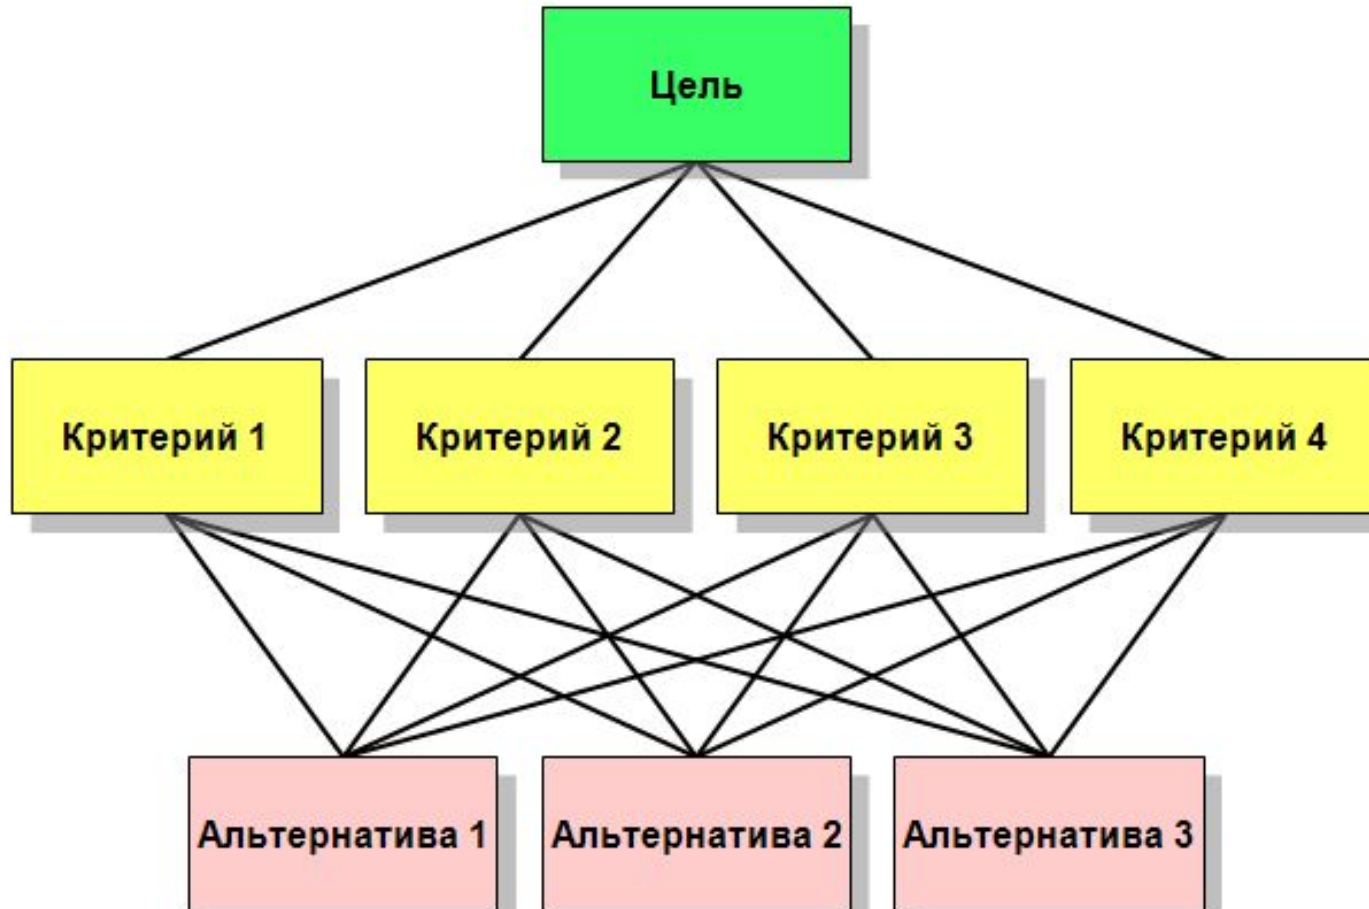 Цель
Критерий 1
Критерий 2
Критерий 3
Критерий 4
Альтернатива 1
Альтернатива 2
Альтернатива 3